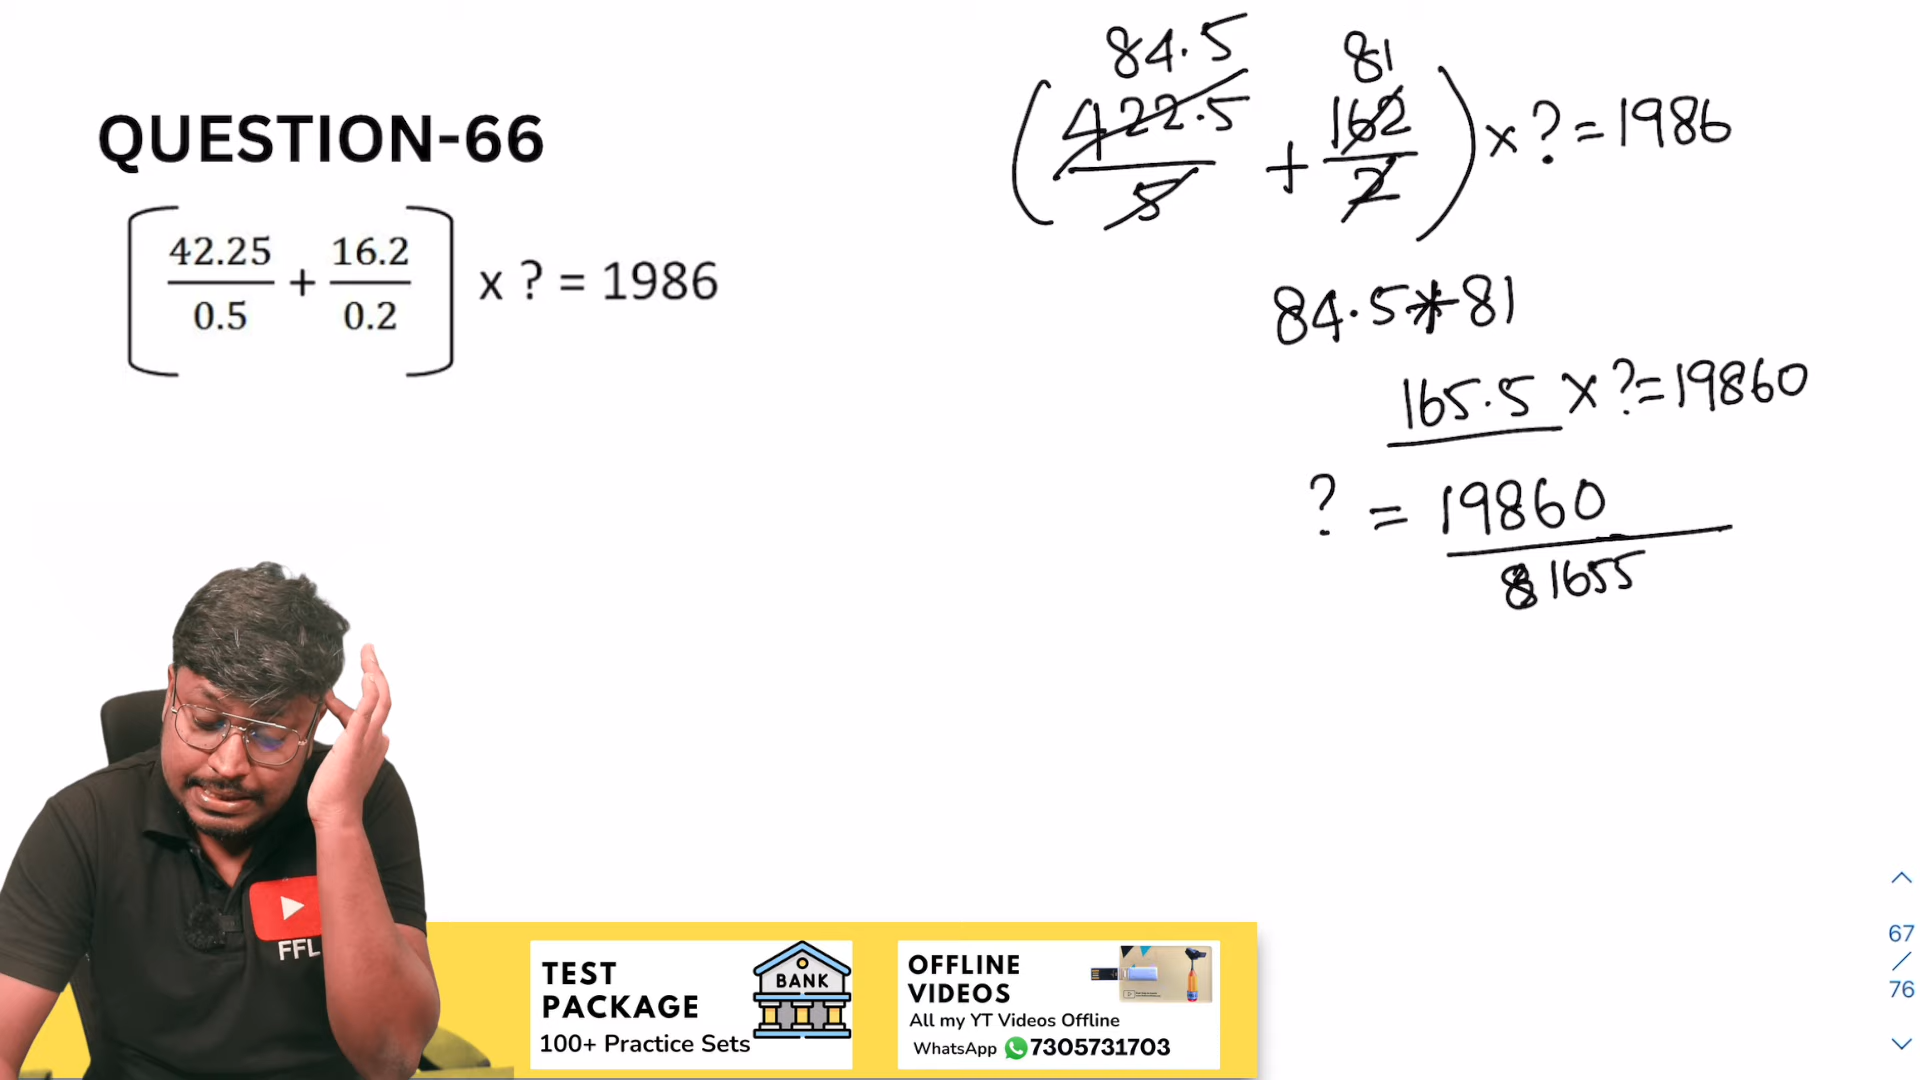 QUESTION-66
[ 42.25/0.5 + 16.2/0.2 ] x ? = 1986
84.5 81
( 422.5/5 + 162/2 ) x ? = 1986
84.5 * 81
165.5 x ? = 19860
? = 19860
1655
FFL
TEST
PACKAGE
100+ Practice Sets
BANK
OFFLINE
VIDEOS
All my YT Videos Offline
WhatsApp 7305731703
67
/
76